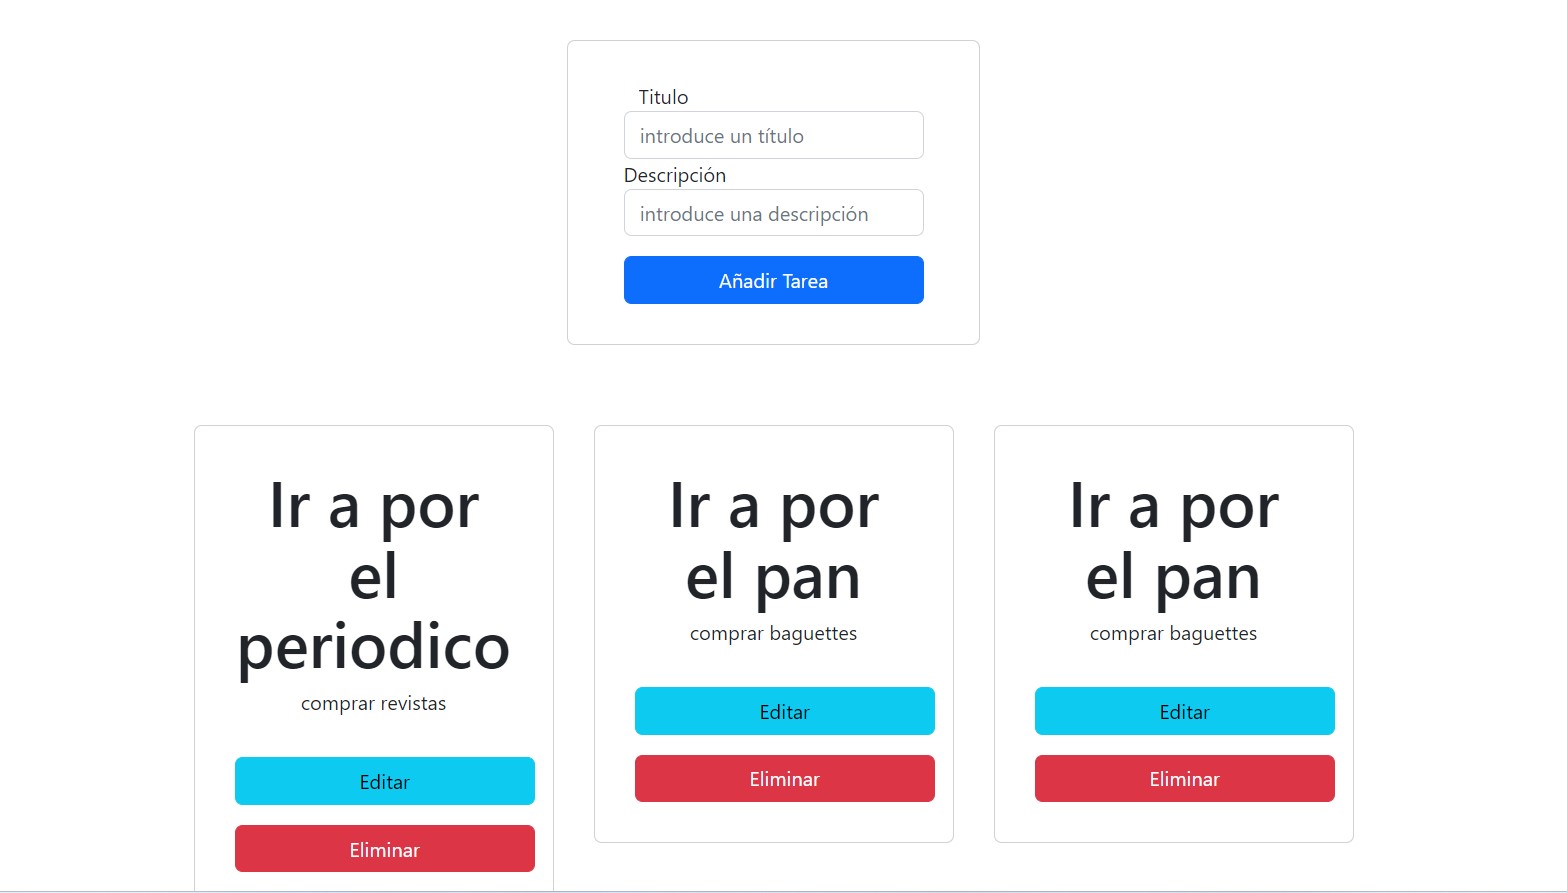 Titulo
introduce un título
Descripción
introduce una descripción
Añadir Tarea
Ir a por
el
periodico
comprar revistas
Editar
Eliminar
Ir a por
el pan
comprar baguettes
Editar
Eliminar
Ir a por
el pan
comprar baguettes
Editar
Eliminar